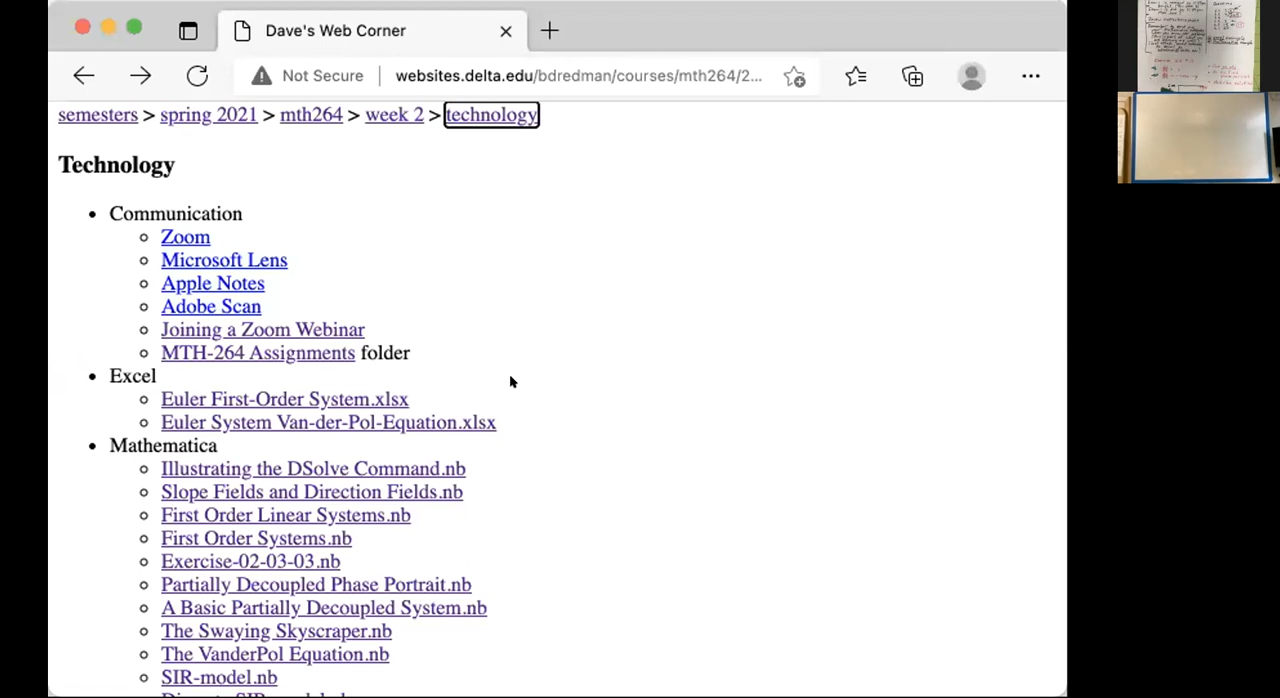 Dave's Web Corner
Not Secure websites.delta.edu/bdredman/courses/mth264/2...
semesters > spring 2021 > mth264 > week 2 > technology
Technology
Communication
Zoom
Microsoft Lens
Apple Notes
Adobe Scan
Joining a Zoom Webinar
MTH-264 Assignments folder
Excel
Euler First-Order System.xlsx
Euler System Van-der-Pol-Equation.xlsx
Mathematica
Illustrating the DSolve Command.nb
Slope Fields and Direction Fields.nb
First Order Linear Systems.nb
First Order Systems.nb
Exercise-02-03-03.nb
Partially Decoupled Phase Portrait.nb
A Basic Partially Decoupled System.nb
The Swaying Skyscraper.nb
The VanderPol Equation.nb
SIR-model.nb